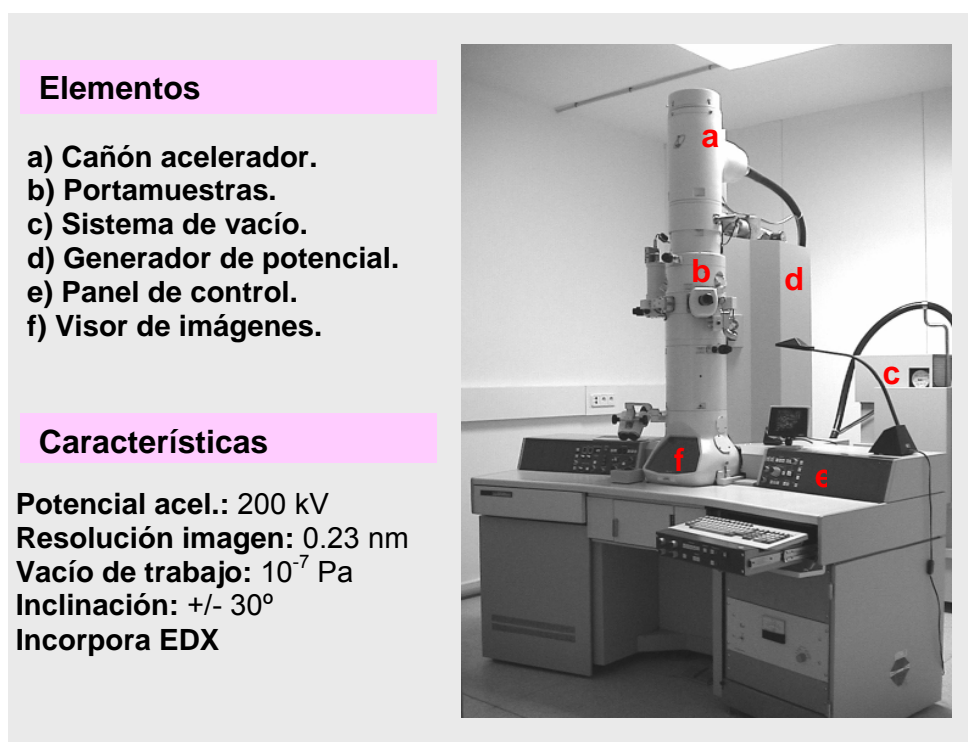 Elementos
a) Cañón acelerador.
b) Portamuestras.
c) Sistema de vacío.
d) Generador de potencial.
e) Panel de control.
f) Visor de imágenes.
Características
Potencial acel.: 200 kV
Resolución imagen: 0.23 nm
Vacío de trabajo: 10⁻⁷ Pa
Inclinación: +/- 30º
Incorpora EDX
a
b
d
c
f
e